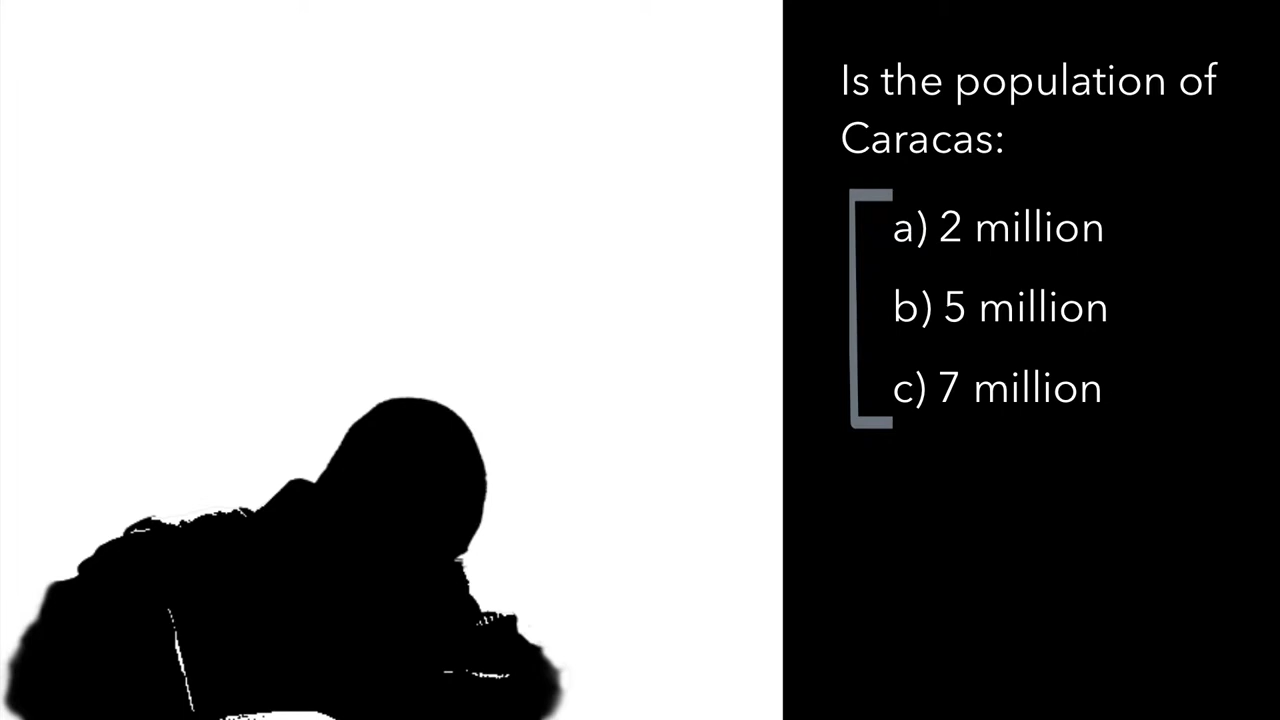 Is the population of
Caracas:
a) 2 million
b) 5 million
c) 7 million